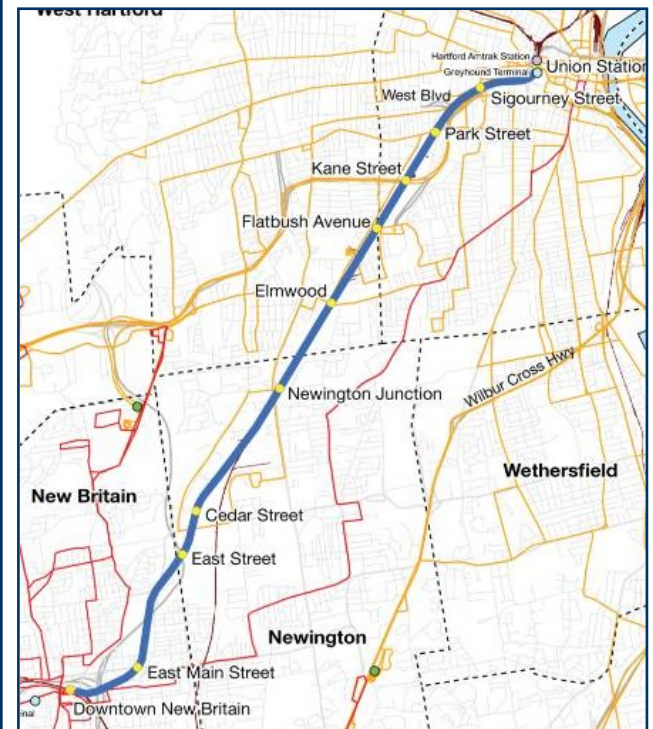 West Hartford
Hartford Amtrak Station
Greyhound Terminal
Union Station
West Blvd
Sigourney Street
Park Street
Kane Street
Flatbush Avenue
Elmwood
Newington Junction
Wilbur Cross Hwy
Wethersfield
New Britain
Cedar Street
East Street
Newington
East Main Street
Downtown New Britain